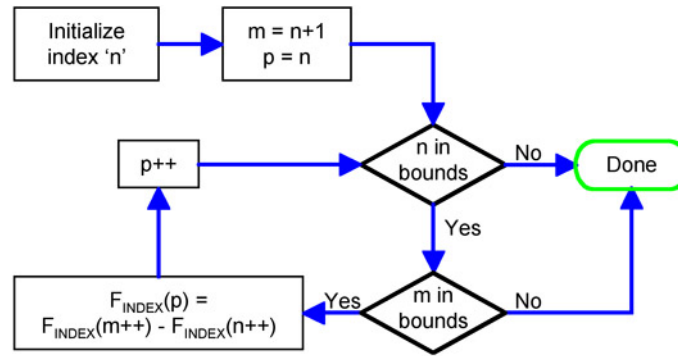 Initialize
index ‘n’
m = n+1
p = n
n in
bounds
No
Done
p++
Yes
m in
bounds
No
Yes
F_INDEX(p) =
F_INDEX(m++) - F_INDEX(n++)